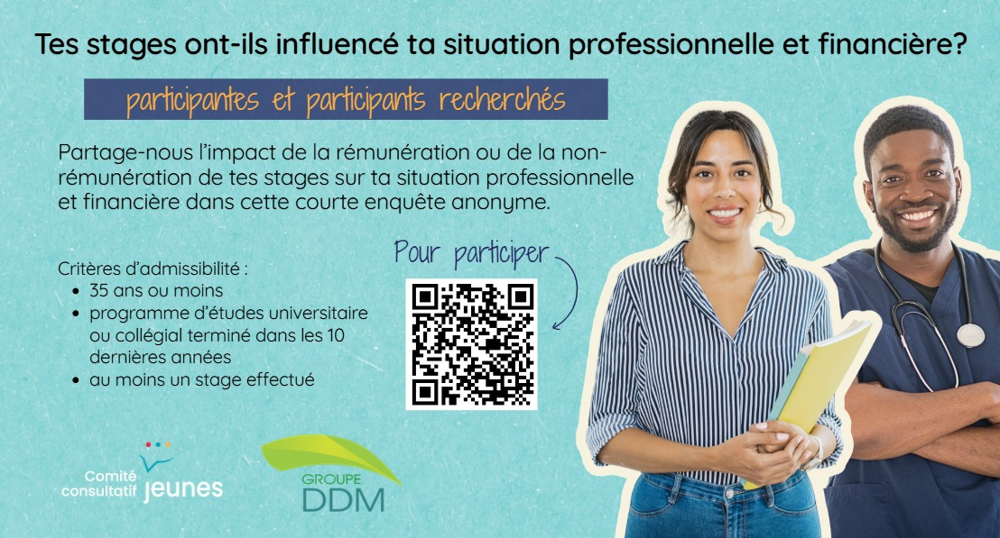 Tes stages ont-ils influencé ta situation professionnelle et financière?
participantes et participants recherchés
Partage-nous l'impact de la rémunération ou de la non-
rémunération de tes stages sur ta situation professionnelle
et financière dans cette courte enquête anonyme.
Pour participer
Critères d'admissibilité :
• 35 ans ou moins
• programme d'études universitaire
ou collégial terminé dans les 10
dernières années
• au moins un stage effectué
Comité
consultatif jeunes
GROUPE
DDM